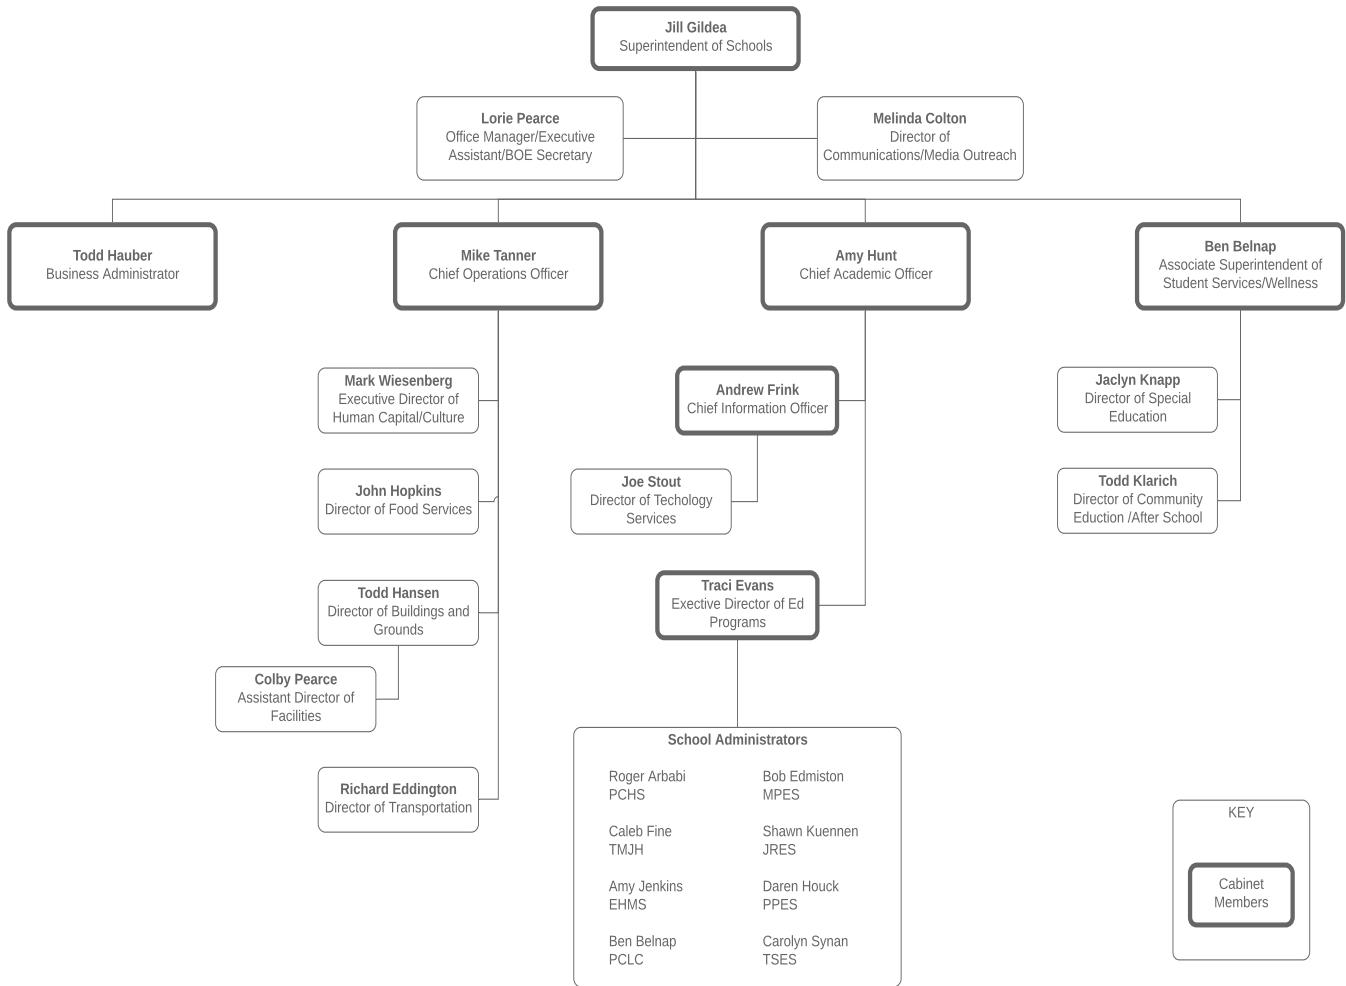 Jill Gildea
Superintendent of Schools
Lorie Pearce
Office Manager/Executive
Assistant/BOE Secretary
Melinda Colton
Director of
Communications/Media Outreach
Todd Hauber
Business Administrator
Mike Tanner
Chief Operations Officer
Amy Hunt
Chief Academic Officer
Ben Belnap
Associate Superintendent of
Student Services/Wellness
Mark Wiesenberg
Executive Director of
Human Capital/Culture
Andrew Frink
Chief Information Officer
Jaclyn Knapp
Director of Special
Education
John Hopkins
Director of Food Services
Joe Stout
Director of Techology
Services
Todd Klarich
Director of Community
Eduction /After School
Todd Hansen
Director of Buildings and
Grounds
Traci Evans
Exective Director of Ed
Programs
Colby Pearce
Assistant Director of
Facilities
Richard Eddington
Director of Transportation
School Administrators
Roger Arbabi
PCHS
Caleb Fine
TMJH
Amy Jenkins
EHMS
Ben Belnap
PCLC
Bob Edmiston
MPES
Shawn Kuennen
JRES
Daren Houck
PPES
Carolyn Synan
TSES
KEY
Cabinet
Members